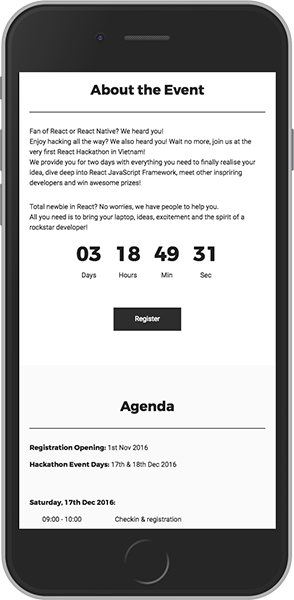 About the Event
Fan of React or React Native? We heard you!
Enjoy hacking all the way? We also heard you! Wait no more, join us at the
very first React Hackathon in Vietnam!
We provide you for two days with everything you need to finally realise your
idea, dive deep into React JavaScript Framework, meet other inspriring
developers and win awesome prizes!
Total newbie in React? No worries, we have people to help you.
All you need is to bring your laptop, ideas, excitement and the spirit of a
rockstar developer!
03 18 49 31
Days Hours Min Sec
Register
Agenda
Registration Opening: 1st Nov 2016
Hackathon Event Days: 17th & 18th Dec 2016
Saturday, 17th Dec 2016:
09:00 - 10:00 Checkin & registration